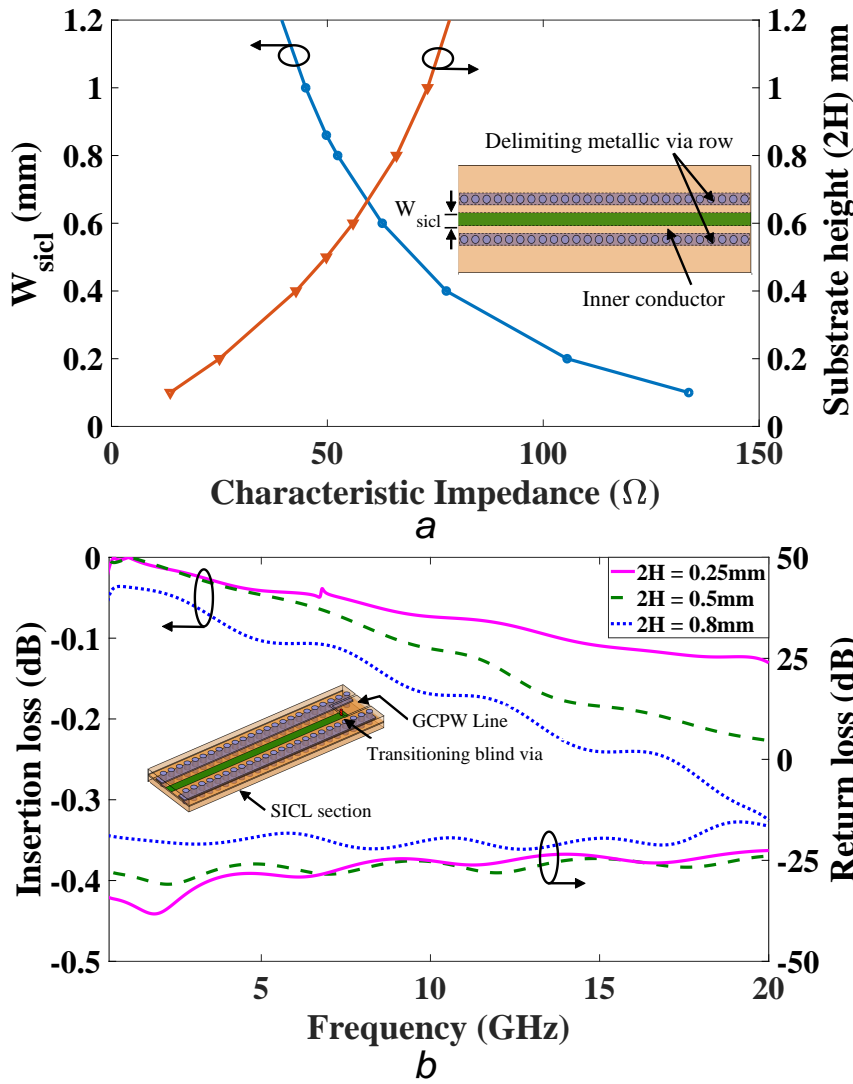 1.2
1
0.8
0.6
0.4
0.2
0
W_sicl (mm)
1.2
1
0.8
0.6
0.4
0.2
0
Substrate height (2H) mm
Delimiting metallic via row
W_sicl
Inner conductor
0 50 100 150
Characteristic Impedance (Ω)
a
0
-0.1
-0.2
-0.3
-0.4
-0.5
Insertion loss (dB)
50
25
0
-25
-50
Return loss (dB)
2H = 0.25mm
2H = 0.5mm
2H = 0.8mm
GCPW Line
Transitioning blind via
SICL section
5 10 15 20
Frequency (GHz)
b